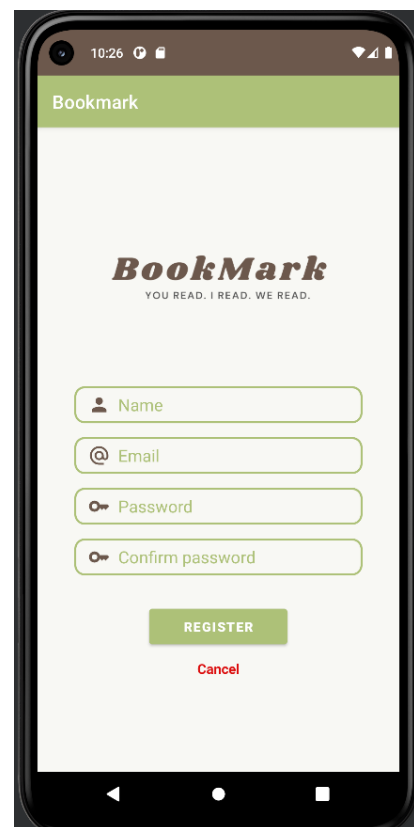 10:26
Bookmark
BookMark
YOU READ. I READ. WE READ.
Name
Email
Password
Confirm password
REGISTER
Cancel